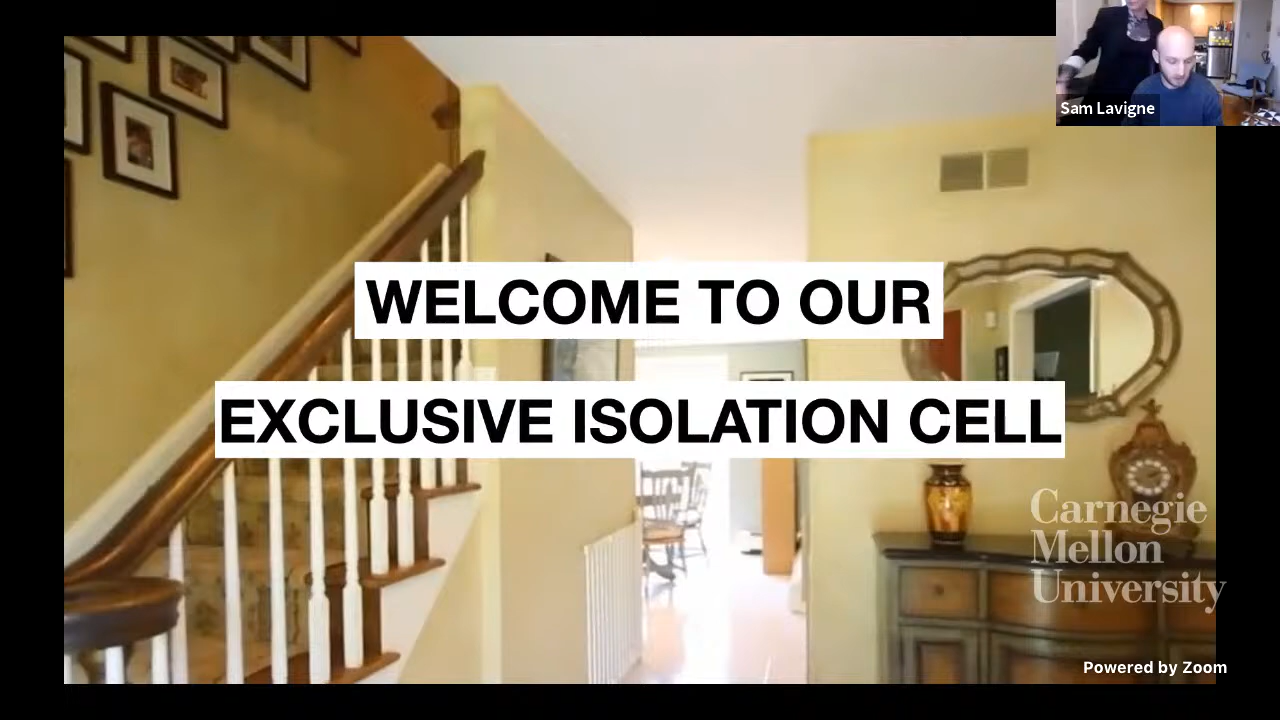 Sam Lavigne
WELCOME TO OUR
EXCLUSIVE ISOLATION CELL
Carnegie
Mellon
University
Powered by Zoom